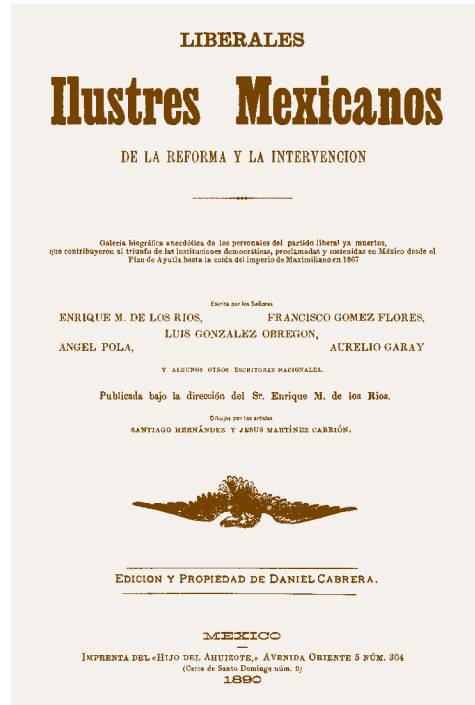 LIBERALES
Ilustres Mexicanos
DE LA REFORMA Y LA INTERVENCION
Galería biográfica anecdótica de los personales del partido liberal ya muertos,
que contribuyeron al triunfo de las instituciones democráticas, proclamadas y sostenidas en México desde el
Plan de Ayutla hasta la caída del imperio de Maximiliano en 1867
Escrita por los Señores
ENRIQUE M. DE LOS RIOS, FRANCISCO GOMEZ FLORES,
LUIS GONZALEZ OBREGON,
ANGEL POLA, AURELIO GARAY
Y ALGUNOS OTROS ESCRITORES NACIONALES.
Publicada bajo la dirección del Sr. Enrique M. de los Rios.
Dibujos por los artistas
SANTIAGO HERNÁNDEZ Y JESUS MARTÍNEZ CARRIÓN.
EDICION Y PROPIEDAD DE DANIEL CABRERA.
MEXICO
IMPRENTA DEL «HIJO DEL AHUIZOTE,» AVENIDA ORIENTE 5 NÚM. 304
(Cerca de Santo Domingo núm. 9)
1890